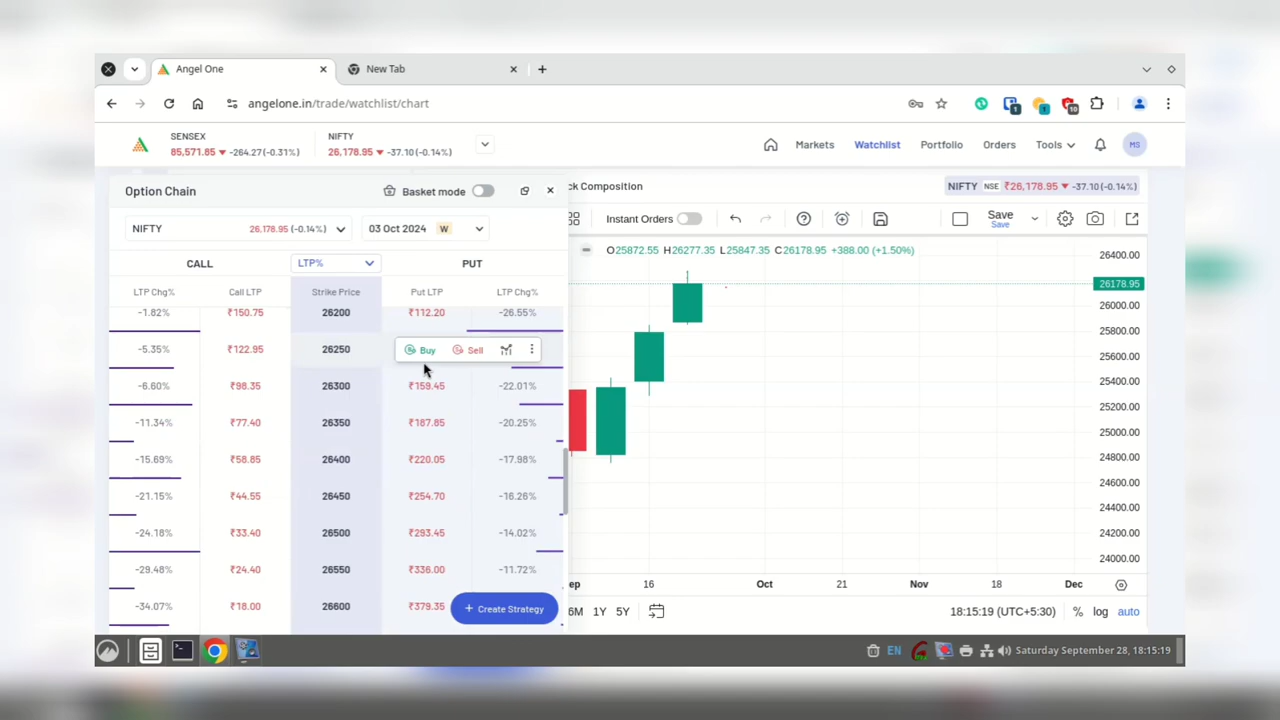 Angel One
New Tab
angelone.in/trade/watchlist/chart
1
1
10
SENSEX
85,571.85 ▼ -264.27(-0.31%)
NIFTY
26,178.95 ▼ -37.10(-0.14%)
Markets
Watchlist
Portfolio
Orders
Tools
MS
Option Chain
Basket mode
ck Composition
NIFTY NSE ₹26,178.95 ▼ -37.10(-0.14%)
Instant Orders
Save
Save
NIFTY 26,178.95 (-0.14%)
03 Oct 2024 W
O25872.55 H26277.35 L25847.35 C26178.95 +388.00 (+1.50%)
CALL LTP% PUT
LTP Chg% Call LTP Strike Price Put LTP LTP Chg%
-1.82% ₹150.75 26200 ₹112.20 -26.55%
-5.35% ₹122.95 26250 Buy Sell
-6.60% ₹98.35 26300 ₹159.45 -22.01%
-11.34% ₹77.40 26350 ₹187.85 -20.25%
-15.69% ₹58.85 26400 ₹220.05 -17.98%
-21.15% ₹44.55 26450 ₹254.70 -16.26%
-24.18% ₹33.40 26500 ₹293.45 -14.02%
-29.48% ₹24.40 26550 ₹336.00 -11.72%
-34.07% ₹18.00 26600 ₹379.35
+ Create Strategy
26400.00
26178.95
26000.00
25800.00
25600.00
25400.00
25200.00
25000.00
24800.00
24600.00
24400.00
24200.00
24000.00
ep 16 Oct 21 Nov 18 Dec
6M 1Y 5Y
18:15:19 (UTC+5:30) % log auto
EN
Saturday September 28, 18:15:19